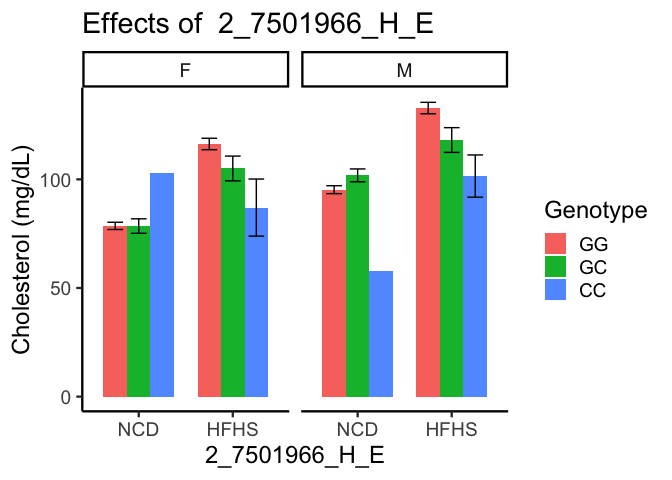 Effects of  2_7501966_H_E
F
M
Cholesterol (mg/dL)
100
50
0
NCD
HFHS
NCD
HFHS
2_7501966_H_E
Genotype
GG
GC
CC